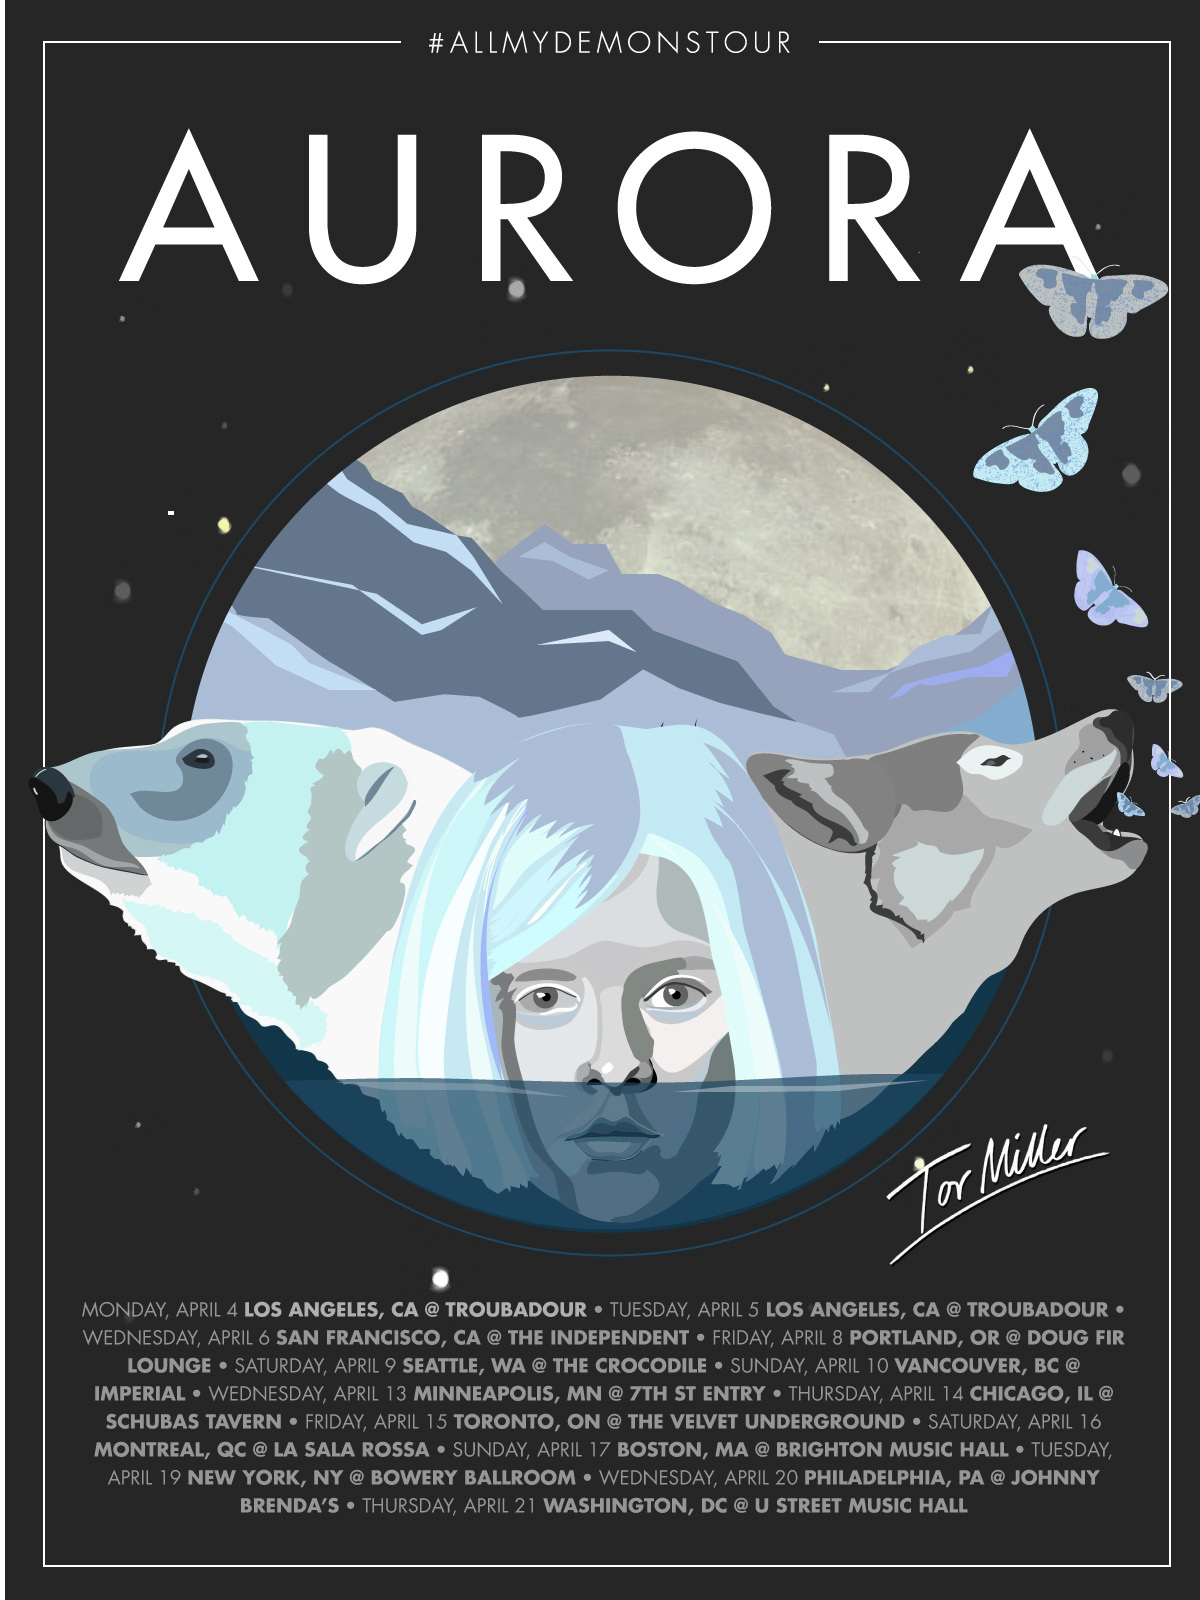 #ALLMYDEMONSTOUR
AURORA
Tor Miller
MONDAY, APRIL 4 LOS ANGELES, CA @ TROUBADOUR • TUESDAY, APRIL 5 LOS ANGELES, CA @ TROUBADOUR •
WEDNESDAY, APRIL 6 SAN FRANCISCO, CA @ THE INDEPENDENT • FRIDAY, APRIL 8 PORTLAND, OR @ DOUG FIR
LOUNGE • SATURDAY, APRIL 9 SEATTLE, WA @ THE CROCODILE • SUNDAY, APRIL 10 VANCOUVER, BC @
IMPERIAL • WEDNESDAY, APRIL 13 MINNEAPOLIS, MN @ 7TH ST ENTRY • THURSDAY, APRIL 14 CHICAGO, IL @
SCHUBAS TAVERN • FRIDAY, APRIL 15 TORONTO, ON @ THE VELVET UNDERGROUND • SATURDAY, APRIL 16
MONTREAL, QC @ LA SALA ROSSA • SUNDAY, APRIL 17 BOSTON, MA @ BRIGHTON MUSIC HALL • TUESDAY,
APRIL 19 NEW YORK, NY @ BOWERY BALLROOM • WEDNESDAY, APRIL 20 PHILADELPHIA, PA @ JOHNNY
BRENDA'S • THURSDAY, APRIL 21 WASHINGTON, DC @ U STREET MUSIC HALL